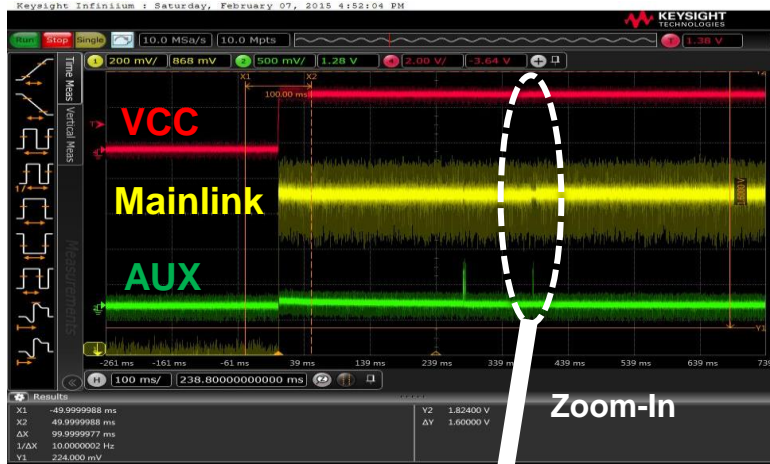 Keysight Infiniium : Saturday, February 07, 2015 4:52:04 PM
KEYSIGHT
TECHNOLOGIES
Run Stop Single 10.0 MSa/s 10.0 Mpts T 1.38 V
1 200 mV/ 868 mV 2 500 mV/ 1.28 V 4 2.00 V/ -3.64 V
Time Meas
Vertical Meas
Measurements
X1 X2
100.00 ms
VCC
Mainlink
AUX
Y1
-261 ms -161 ms -61 ms 39 ms 139 ms 239 ms 339 ms 439 ms 539 ms 639 ms 739
H 100 ms/ 238.80000000000 ms
Results
X1 -49.9999988 ms
X2 49.9999988 ms
ΔX 99.9999977 ms
1/ΔX 10.0000002 Hz
Y1 224.000 mV
Y2 1.82400 V
ΔY 1.60000 V
Zoom-In